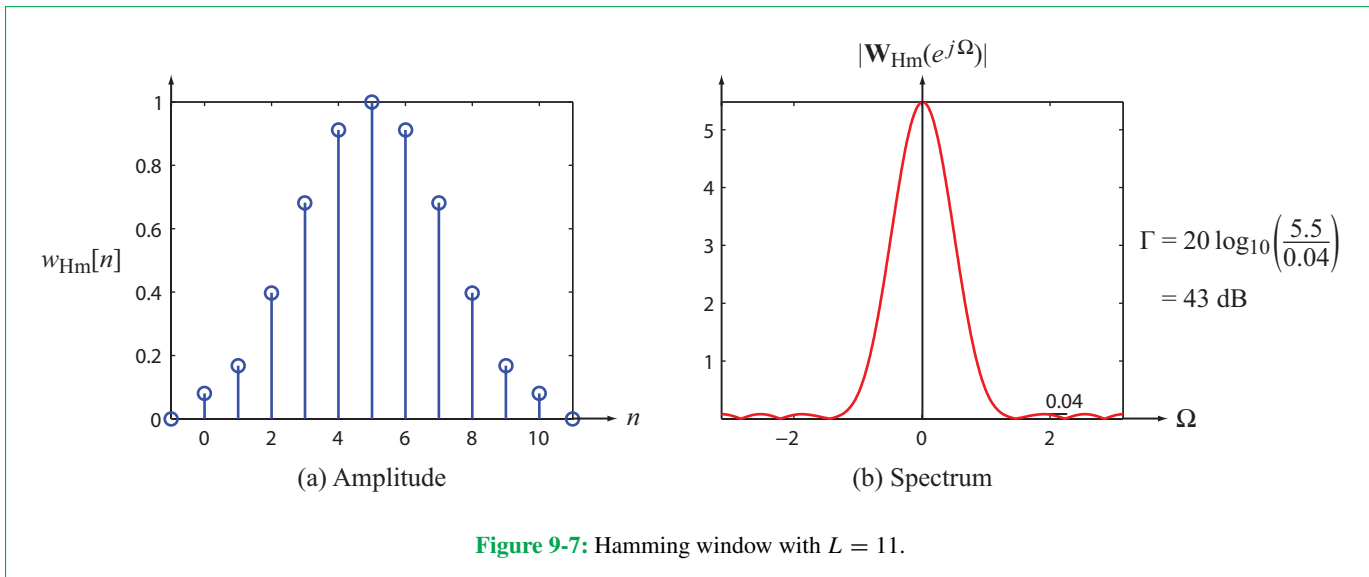 |W_Hm(e^{jΩ})|
1
0.8
0.6
0.4
0.2
0
w_Hm[n]
0 2 4 6 8 10
n
(a) Amplitude
5
4
3
2
1
0.04
−2 0 2
Ω
(b) Spectrum
Γ = 20 log₁₀(5.5/0.04)
= 43 dB
Figure 9-7: Hamming window with L = 11.